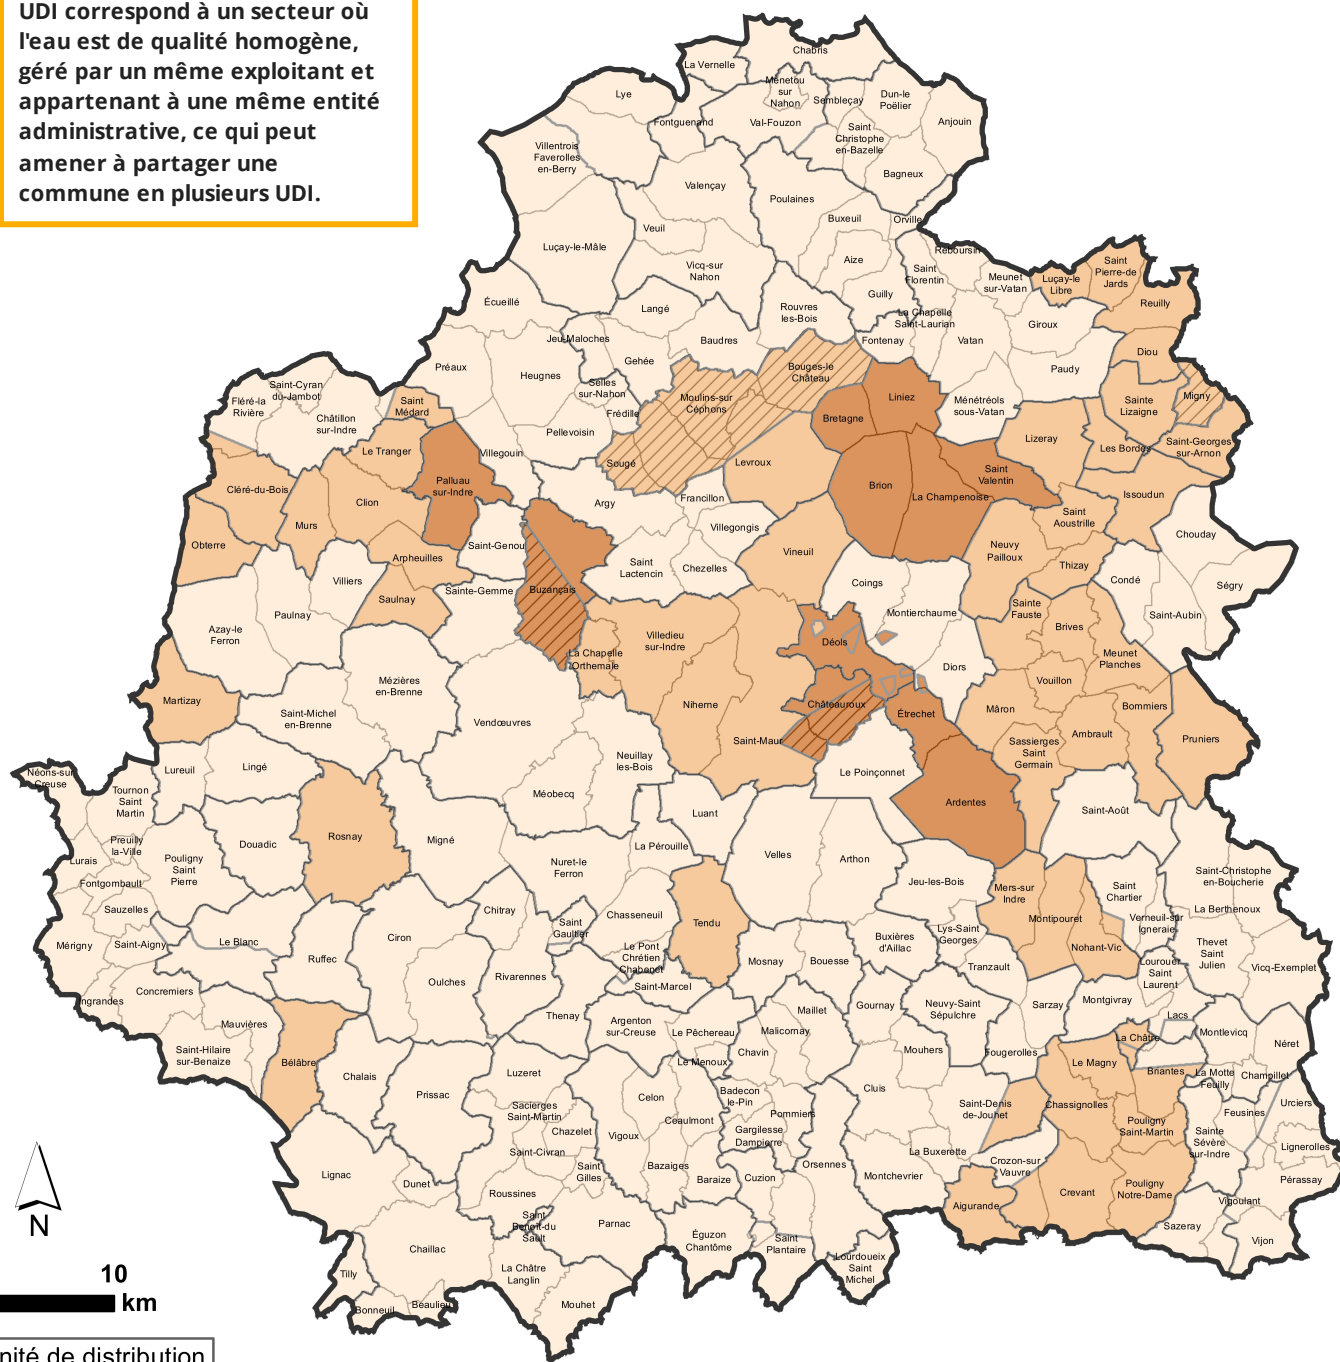 UDI correspond à un secteur où
l'eau est de qualité homogène,
géré par un même exploitant et
appartenant à une même entité
administrative, ce qui peut
amener à partager une
commune en plusieurs UDI.
Chabris
La Vernelle
Menetou
sur
Nahon
Lye
Sembleçay
Dun-le
Poëlier
Fontguenand
Val-Fouzon
Anjouin
Saint
Christophe
en-Bazelle
Villentrois
Faverolles
en-Berry
Bagneux
Valençay
Poulaines
Buxeuil
Orville
Veuil
Luçay-le-Mâle
Reboursin
Aize
Vicq-sur
Nahon
Saint
Florentin
Meunet
sur-Vatan
Luçay-le
Libre
Saint
Pierre-de
Jards
Reuilly
Guilly
Écueillé
Langé
Rouvres
les-Bois
La Chapelle
Saint-Laurian
Giroux
Jeu-Maloches
Baudres
Fontenay
Vatan
Diou
Préaux
Heugnes
Gehée
Bouges-le
Château
Paudy
Saint-Cyran
du-Jambot
Selles
sur-Nahon
Fléré-la
Rivière
Saint
Médard
Moulins-sur
Céphons
Liniez
Ménétréols
sous-Vatan
Sainte
Lizaigne
Migny
Châtillon
sur-Indre
Frédille
Bretagne
Pellevoisin
Lizeray
Les Bordes
Saint-Georges
sur-Arnon
Le Tranger
Villegouin
Sougé
Levroux
Cléré-du-Bois
Palluau
sur-Indre
Brion
Saint
Valentin
La Champenoise
Issoudun
Clion
Argy
Francillon
Murs
Villegongis
Saint
Aoustrille
Chouday
Obterre
Saint-Genou
Arpheuilles
Vineuil
Neuvy
Pailloux
Saint
Lactencin
Chezelles
Thizay
Condé
Ségry
Villiers
Sainte-Gemme
Buzançais
Coings
Saulnay
Montierchaume
Sainte
Fauste
Saint-Aubin
Paulnay
Azay-le
Ferron
Villedieu
sur-Indre
Déols
Brives
La Chapelle
Orthemale
Diors
Meunet
Planches
Mézières
en-Brenne
Vouillon
Martizay
Niherne
Châteauroux
Étrechet
Mâron
Bommiers
Saint-Michel
en-Brenne
Vendœuvres
Saint-Maur
Ambrault
Pruniers
Sassierges
Saint
Germain
Neuillay
les-Bois
Lureuil
Lingé
Le Poinçonnet
Néons-sur
Creuse
Tournon
Saint
Martin
Méobecq
Ardentes
Saint-Août
Luant
Rosnay
Migné
Douadic
Preuilly
la-Ville
La Pérouille
Velles
Arthon
Lurais
Pouligny
Saint
Pierre
Nuret-le
Ferron
Fontgombault
Jeu-les-Bois
Mers-sur
Indre
Saint
Chartier
Saint-Christophe
en-Boucherie
Sauzelles
Chitray
Chasseneuil
Tendu
Montipouret
La Berthenoux
Verneuil-sur
Igneraie
Mérigny
Saint-Aigny
Le Blanc
Ciron
Saint
Gaultier
Buxières
d'Aillac
Lys-Saint
Georges
Nohant-Vic
Thevet
Saint
Julien
Ruffec
Le Pont
Chrétien
Chabenet
Mosnay
Bouesse
Tranzault
Lourouer
Saint
Laurent
Vicq-Exemplet
Oulches
Rivarennes
Saint-Marcel
Ingrandes
Concremiers
Montgivray
Thenay
Argenton
sur-Creuse
Maillet
Gournay
Neuvy-Saint
Sépulchre
Sarzay
Lacs
Mauvières
Le Pêchereau
Malicornay
La Châtre
Montlevicq
Néret
Saint-Hilaire
sur-Benaize
Bélâbre
Chavin
Mouhers
Fougerolles
Le Magny
Le Menoux
Chalais
Luzeret
Briantes
La Motte
Feuilly
Champillet
Prissac
Celon
Badecon
le-Pin
Cluis
Saint-Denis
de-Jouhet
Chassignolles
Urciers
Sacierges
Saint-Martin
Pommiers
Feusines
Ceaulmont
Pouligny
Saint-Martin
Chazelet
Vigoux
Gargilesse
Dampierre
Sainte
Sévère
sur-Indre
Lignerolles
Saint-Civran
La Buxerette
Lignac
Saint
Gilles
Bazaiges
Orsennes
Crozon-sur
Vauvre
Dunet
Baraize
Cuzion
Montchevrier
Pérassay
Roussines
Crevant
Pouligny
Notre-Dame
Aigurande
Vigoulant
Saint
Benoît-du
Sault
Parnac
Sazeray
Éguzon
Chantôme
Saint
Plantaire
Vijon
Chaillac
La Châtre
Langlin
Lourdoueix
Saint
Michel
Tilly
Bonneuil
Beaulieu
Mouhet
N
10
km
nité de distribution